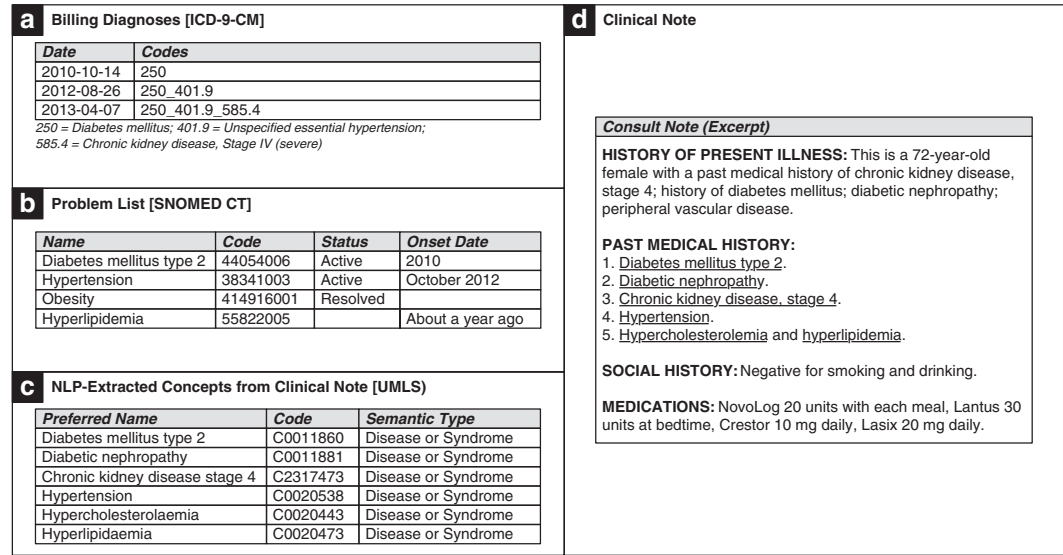 a Billing Diagnoses [ICD-9-CM]
Date Codes
2010-10-14 250
2012-08-26 250_401.9
2013-04-07 250_401.9_585.4
250 = Diabetes mellitus; 401.9 = Unspecified essential hypertension;
585.4 = Chronic kidney disease, Stage IV (severe)
b Problem List [SNOMED CT]
Name Code Status Onset Date
Diabetes mellitus type 2 44054006 Active 2010
Hypertension 38341003 Active October 2012
Obesity 414916001 Resolved
Hyperlipidemia 55822005 About a year ago
c NLP-Extracted Concepts from Clinical Note [UMLS)
Preferred Name Code Semantic Type
Diabetes mellitus type 2 C0011860 Disease or Syndrome
Diabetic nephropathy C0011881 Disease or Syndrome
Chronic kidney disease stage 4 C2317473 Disease or Syndrome
Hypertension C0020538 Disease or Syndrome
Hypercholesterolaemia C0020443 Disease or Syndrome
Hyperlipidaemia C0020473 Disease or Syndrome
d Clinical Note
Consult Note (Excerpt)
HISTORY OF PRESENT ILLNESS: This is a 72-year-old
female with a past medical history of chronic kidney disease,
stage 4; history of diabetes mellitus; diabetic nephropathy;
peripheral vascular disease.
PAST MEDICAL HISTORY:
1. Diabetes mellitus type 2.
2. Diabetic nephropathy.
3. Chronic kidney disease, stage 4.
4. Hypertension.
5. Hypercholesterolemia and hyperlipidemia.
SOCIAL HISTORY: Negative for smoking and drinking.
MEDICATIONS: NovoLog 20 units with each meal, Lantus 30
units at bedtime, Crestor 10 mg daily, Lasix 20 mg daily.